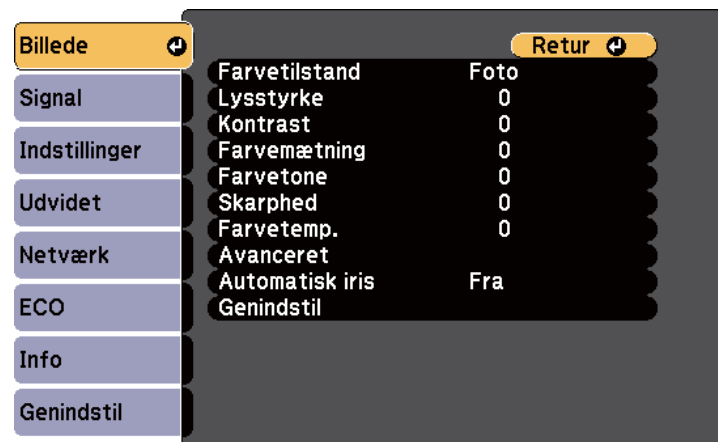 Billede
Signal
Indstillinger
Udvidet
Netværk
ECO
Info
Genindstil
Retur
Farvetilstand Foto
Lysstyrke 0
Kontrast 0
Farvemætning 0
Farvetone 0
Skarphed 0
Farvetemp. 0
Avanceret
Automatisk iris Fra
Genindstil